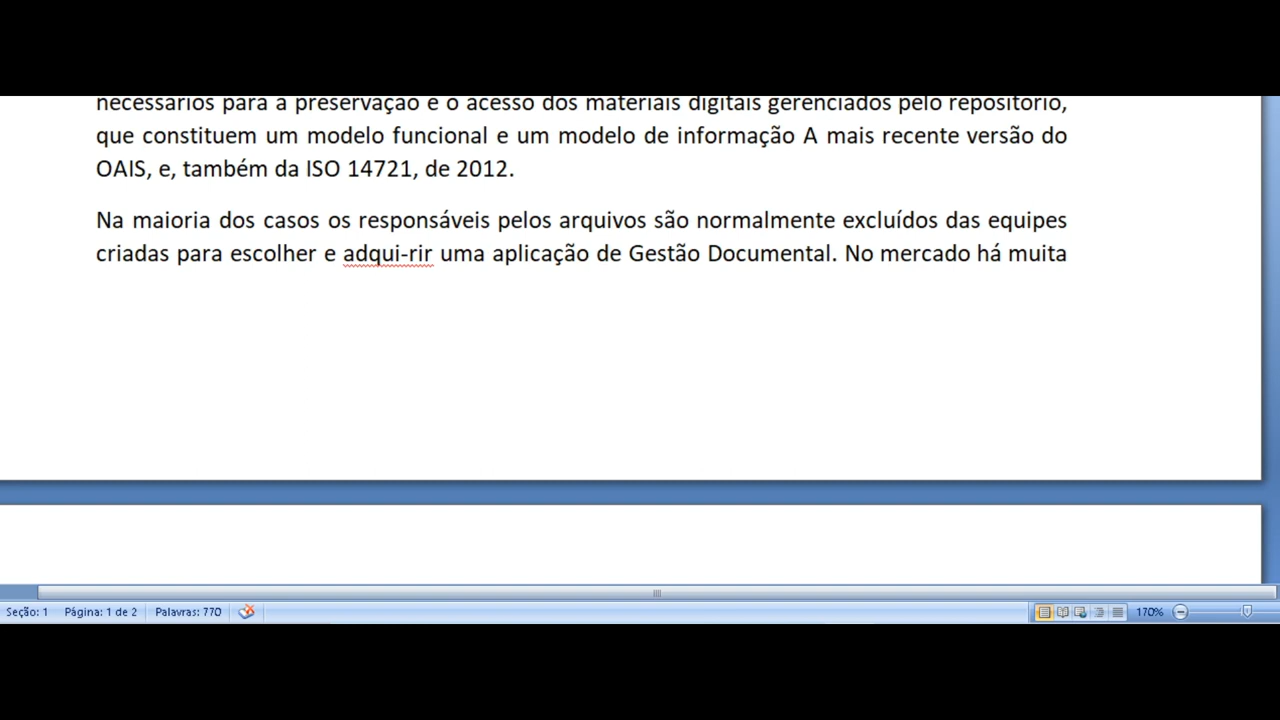 necessários para a preservação e o acesso dos materiais digitais gerenciados pelo repositório,
que constituem um modelo funcional e um modelo de informação A mais recente versão do
OAIS, e, também da ISO 14721, de 2012.
Na maioria dos casos os responsáveis pelos arquivos são normalmente excluídos das equipes
criadas para escolher e adqui-rir uma aplicação de Gestão Documental. No mercado há muita
Seção: 1 Página: 1 de 2 Palavras: 770 170%